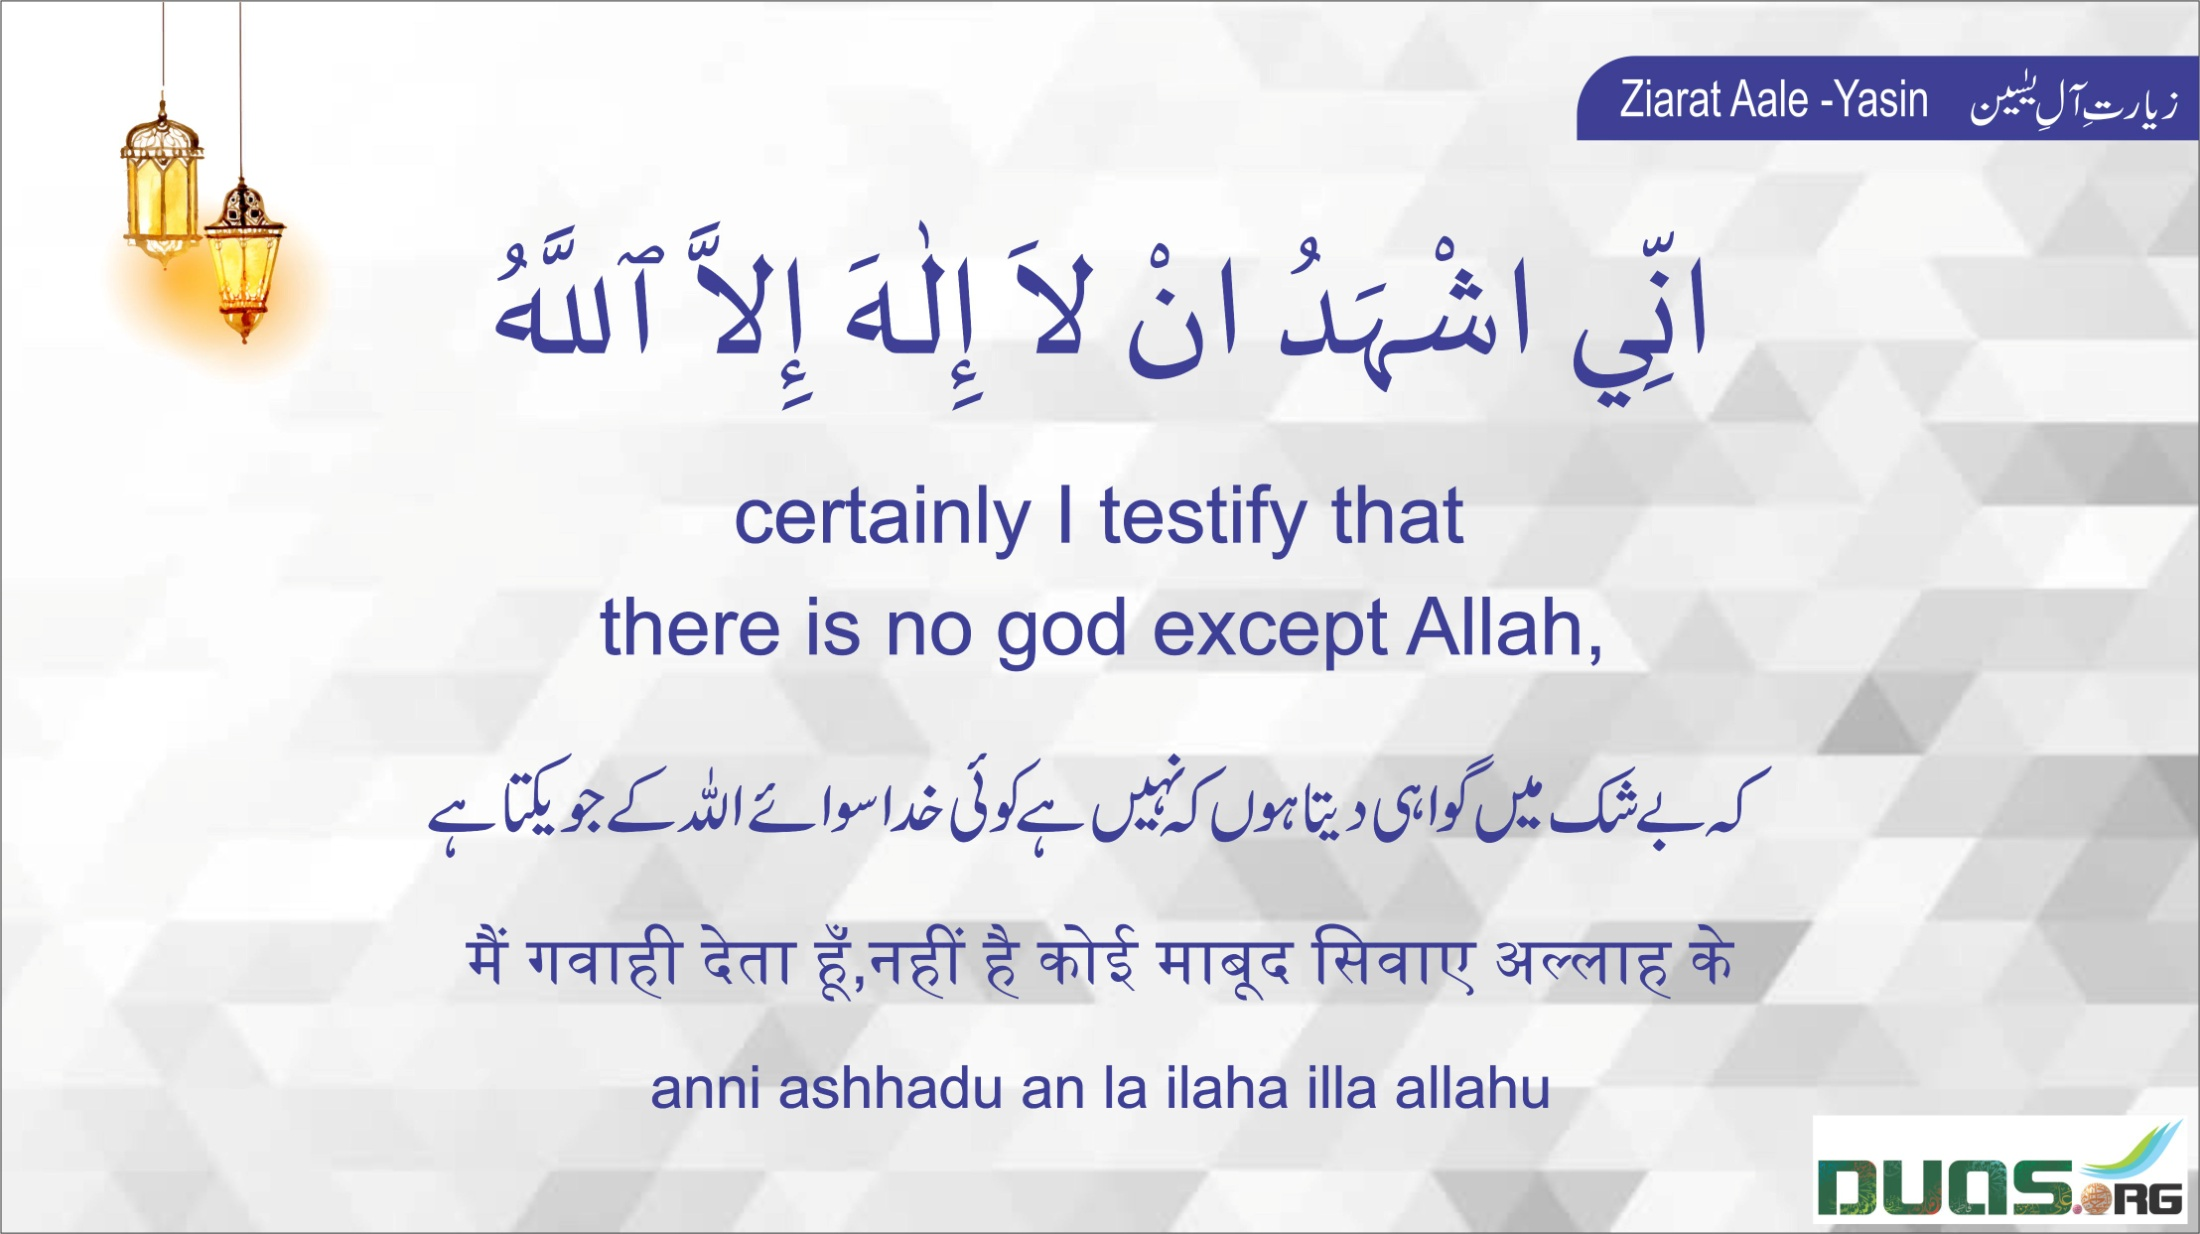 Ziarat Aale -Yasin زیارتِ آلِ یٰسین
انِّي اشْهَدُ انْ لاَ إِلٰهَ إِلاَّ ٱللَّهُ
certainly I testify that
there is no god except Allah,
کہ بے شک میں گواہی دیتا ہوں کہ نہیں ہے کوئی خدا سوائے اللہ کے جو یکتا ہے
मैं गवाही देता हूँ,नहीं है कोई माबूद सिवाए अल्लाह के
anni ashhadu an la ilaha illa allahu
DUAS.ORG